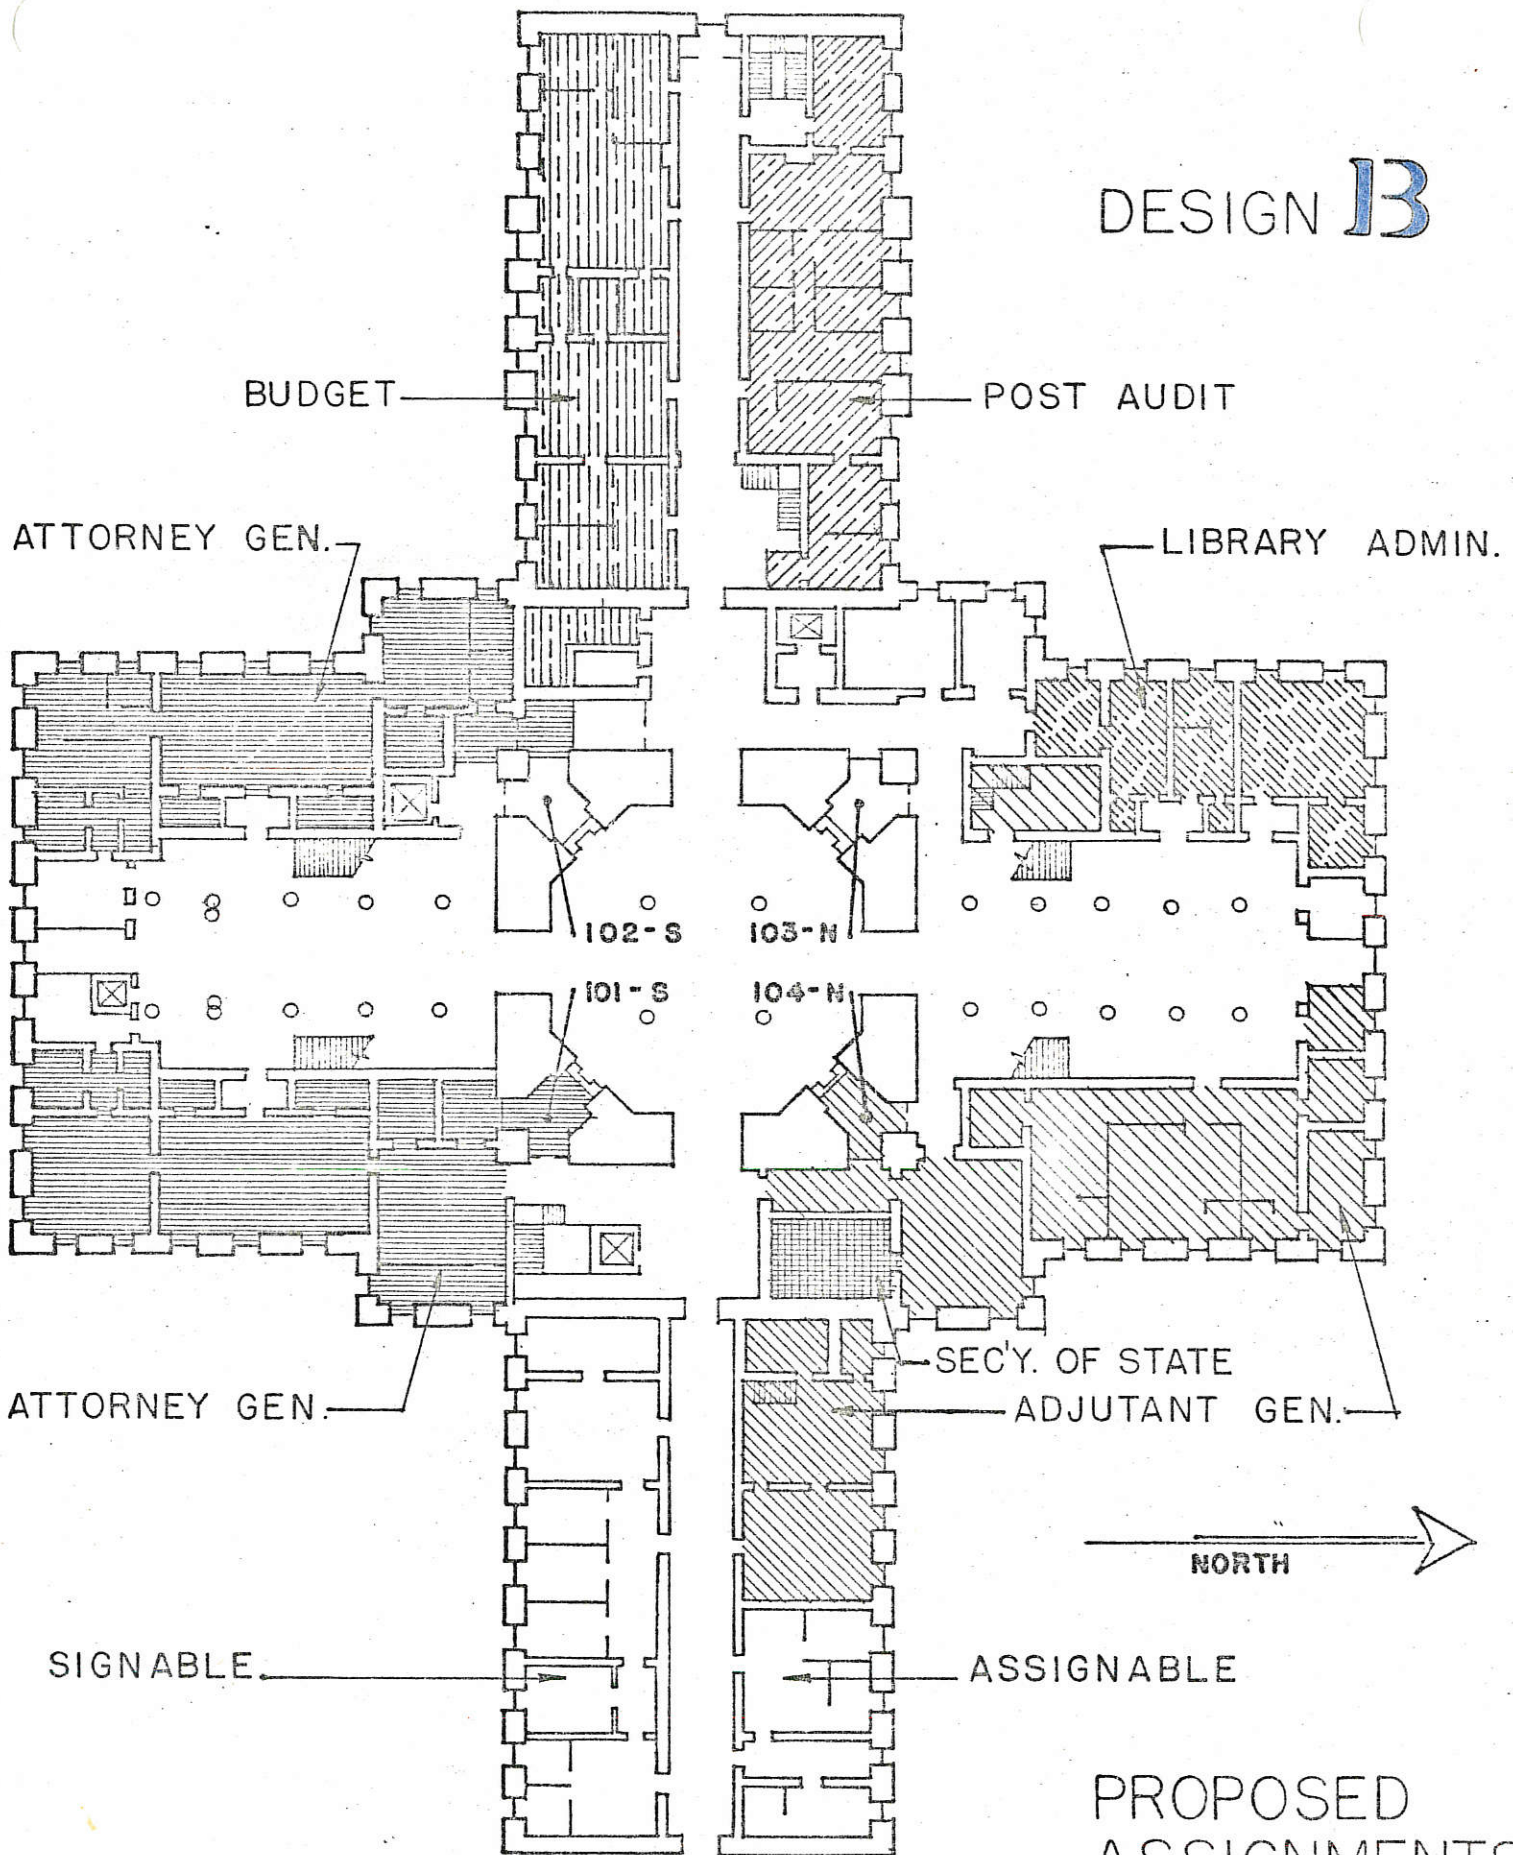 DESIGN B
BUDGET
POST AUDIT
ATTORNEY GEN.
LIBRARY ADMIN.
102-S
103-N
101-S
104-N
SEC'Y. OF STATE
ATTORNEY GEN.
ADJUTANT GEN.
NORTH
SIGNABLE
ASSIGNABLE
PROPOSED
ASSIGNMENTS